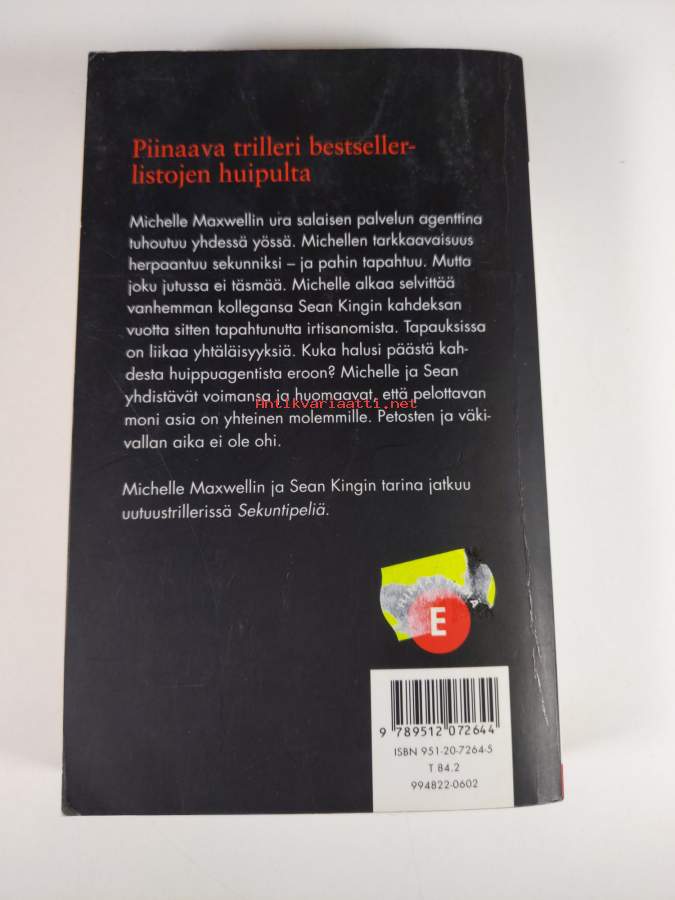 Piinaava trilleri bestseller-
listojen huipulta
Michelle Maxwellin ura salaisen palvelun agenttina
tuhoutuu yhdessä yössä. Michellen tarkkaavaisuus
herpaantuu sekunniksi – ja pahin tapahtuu. Mutta
joku jutussa ei täsmää. Michelle alkaa selvittää
vanhemman kollegansa Sean Kingin kahdeksan
vuotta sitten tapahtunutta irtisanomista. Tapauksissa
on liikaa yhtäläisyyksiä. Kuka halusi päästä kah-
desta huippuagentista eroon? Michelle ja Sean
yhdistävät voimansa ja huomaavat, että pelottavan
Antikvariaatti.net
moni asia on yhteinen molemmille. Petosten ja väki-
vallan aika ei ole ohi.
Michelle Maxwellin ja Sean Kingin tarina jatkuu
uutuustrillerissä Sekuntipeliä.
E
9 789512 072644
ISBN 951-20-7264-5
T 84.2
994822-0602